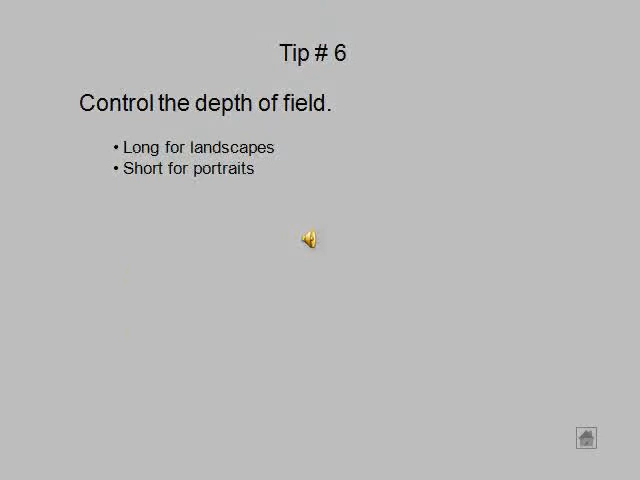 Tip # 6
Control the depth of field.
• Long for landscapes
• Short for portraits